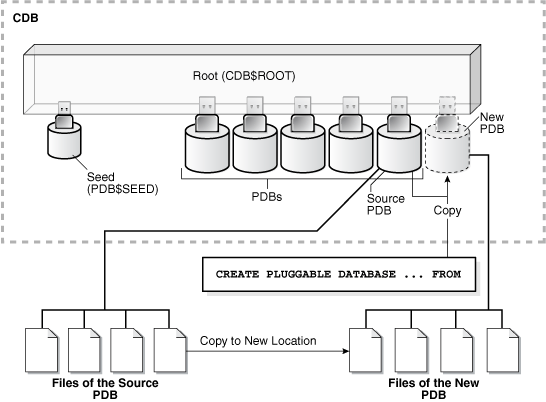 CDB
Root (CDB$ROOT)
New
PDB
Seed
(PDB$SEED)
PDBs
Source
PDB
Copy
CREATE PLUGGABLE DATABASE ... FROM
Copy to New Location
Files of the Source
PDB
Files of the New
PDB